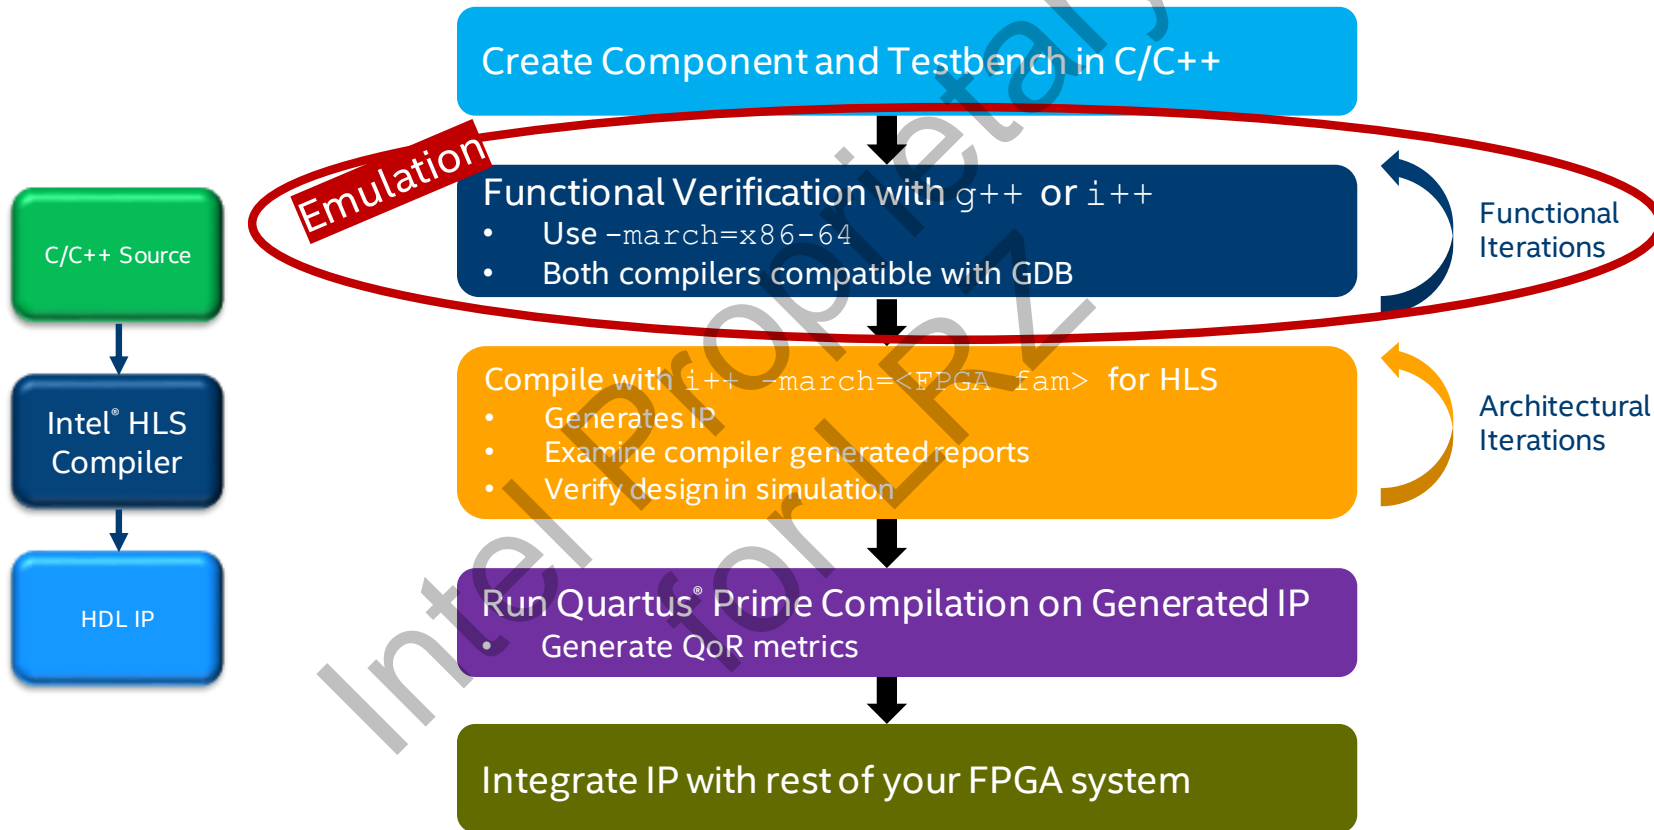 Create Component and Testbench in C/C++
Emulation
Functional Verification with g++ or i++
• Use -march=x86-64
• Both compilers compatible with GDB
Functional
Iterations
C/C++ Source
Compile with i++ -march=<FPGA fam> for HLS
• Generates IP
• Examine compiler generated reports
• Verify design in simulation
Architectural
Iterations
Intel® HLS
Compiler
Run Quartus® Prime Compilation on Generated IP
• Generate QoR metrics
HDL IP
Integrate IP with rest of your FPGA system
Intel Proprietary
for LRZ